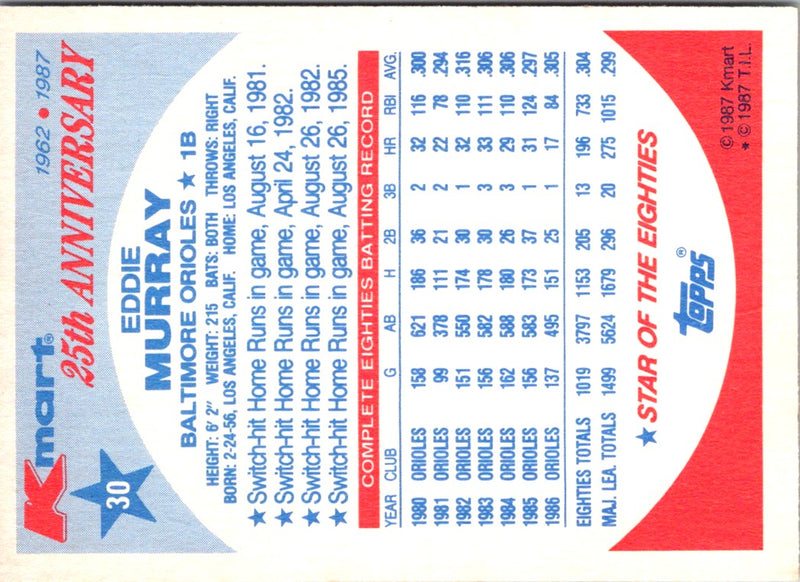 Kmart®
1962 • 1987
25th ANNIVERSARY
30
EDDIE
MURRAY
BALTIMORE ORIOLES ★ 1B
HEIGHT: 6' 2" WEIGHT: 215 BATS: BOTH THROWS: RIGHT
BORN: 2-24-56, LOS ANGELES, CALIF. HOME: LOS ANGELES, CALIF.
★ Switch-hit Home Runs in game, August 16, 1981.
★ Switch-hit Home Runs in game, April 24, 1982.
★ Switch-hit Home Runs in game, August 26, 1982.
★ Switch-hit Home Runs in game, August 26, 1985.
COMPLETE EIGHTIES BATTING RECORD
YEAR CLUB G AB H 2B 3B HR RBI AVG.
1980 ORIOLES 158 621 186 36 2 32 116 .300
1981 ORIOLES 99 378 111 21 2 22 78 .294
1982 ORIOLES 151 550 174 30 1 32 110 .316
1983 ORIOLES 156 582 178 30 3 33 111 .306
1984 ORIOLES 162 588 180 26 3 29 110 .306
1985 ORIOLES 156 583 173 37 1 31 124 .297
1986 ORIOLES 137 495 151 25 1 17 84 .305
EIGHTIES TOTALS 1019 3797 1153 205 13 196 733 .304
MAJ. LEA. TOTALS 1499 5624 1679 296 20 275 1015 .299
★ STAR OF THE EIGHTIES
topps®
© 1987 Kmart
★ © 1987 T.I.L.